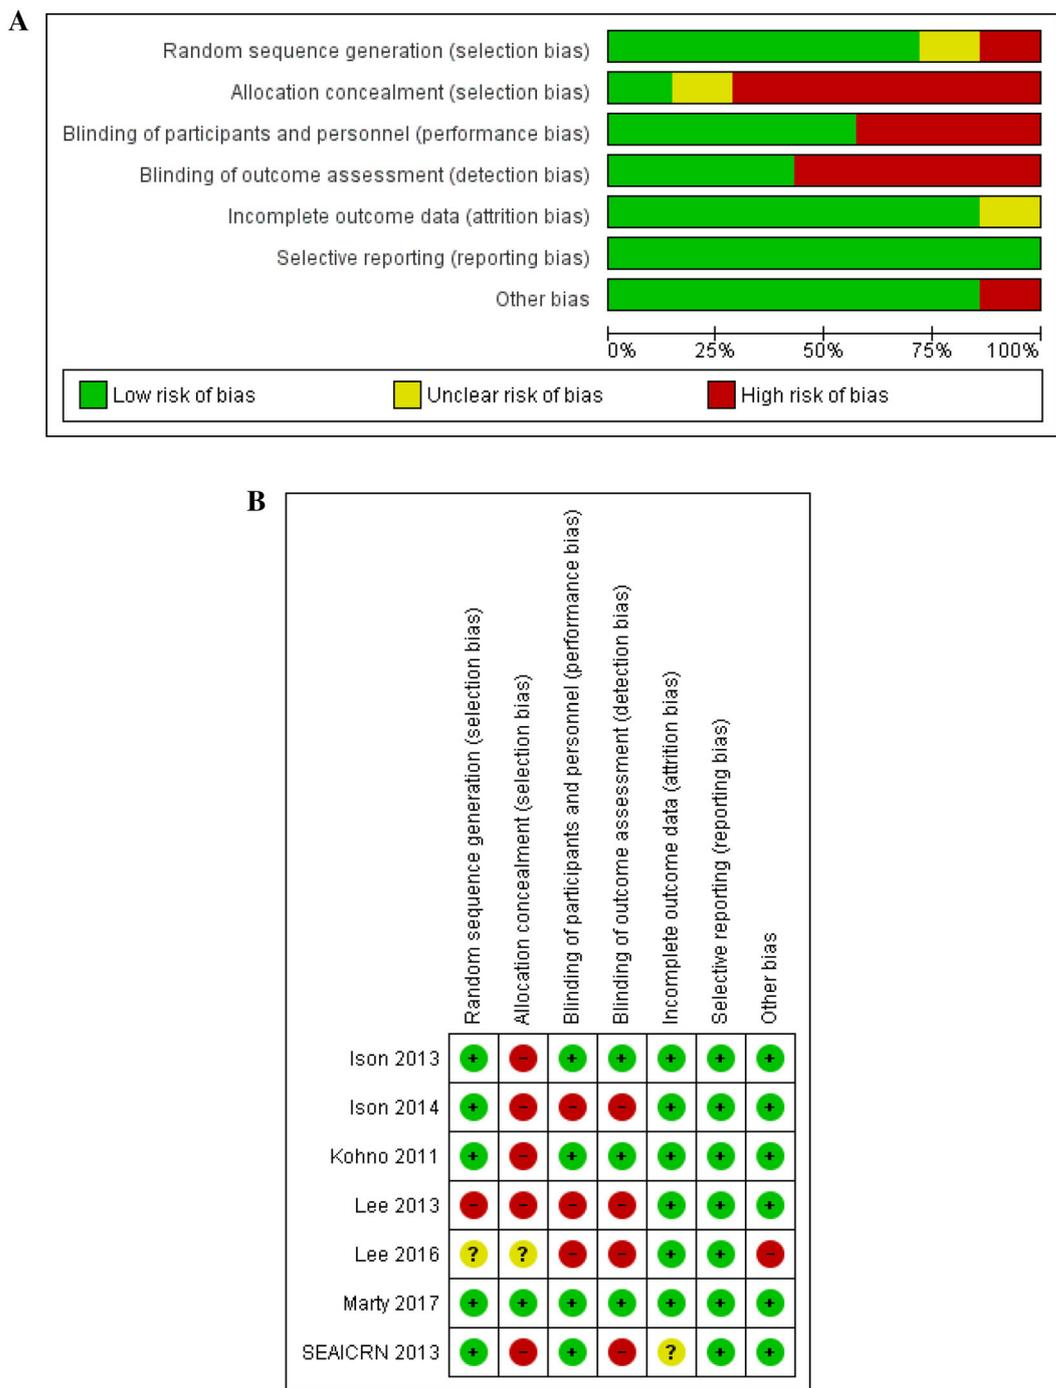 A
Random sequence generation (selection bias)
Allocation concealment (selection bias)
Blinding of participants and personnel (performance bias)
Blinding of outcome assessment (detection bias)
Incomplete outcome data (attrition bias)
Selective reporting (reporting bias)
Other bias
0% 25% 50% 75% 100%
Low risk of bias Unclear risk of bias High risk of bias
B
Random sequence generation (selection bias)
Allocation concealment (selection bias)
Blinding of participants and personnel (performance bias)
Blinding of outcome assessment (detection bias)
Incomplete outcome data (attrition bias)
Selective reporting (reporting bias)
Other bias
Ison 2013 + - + + + + +
Ison 2014 + - - - + + +
Kohno 2011 + - + + + + +
Lee 2013 - - - - + + +
Lee 2016 ? ? - - + + -
Marty 2017 + + + + + + +
SEAICRN 2013 + - + - ? + +